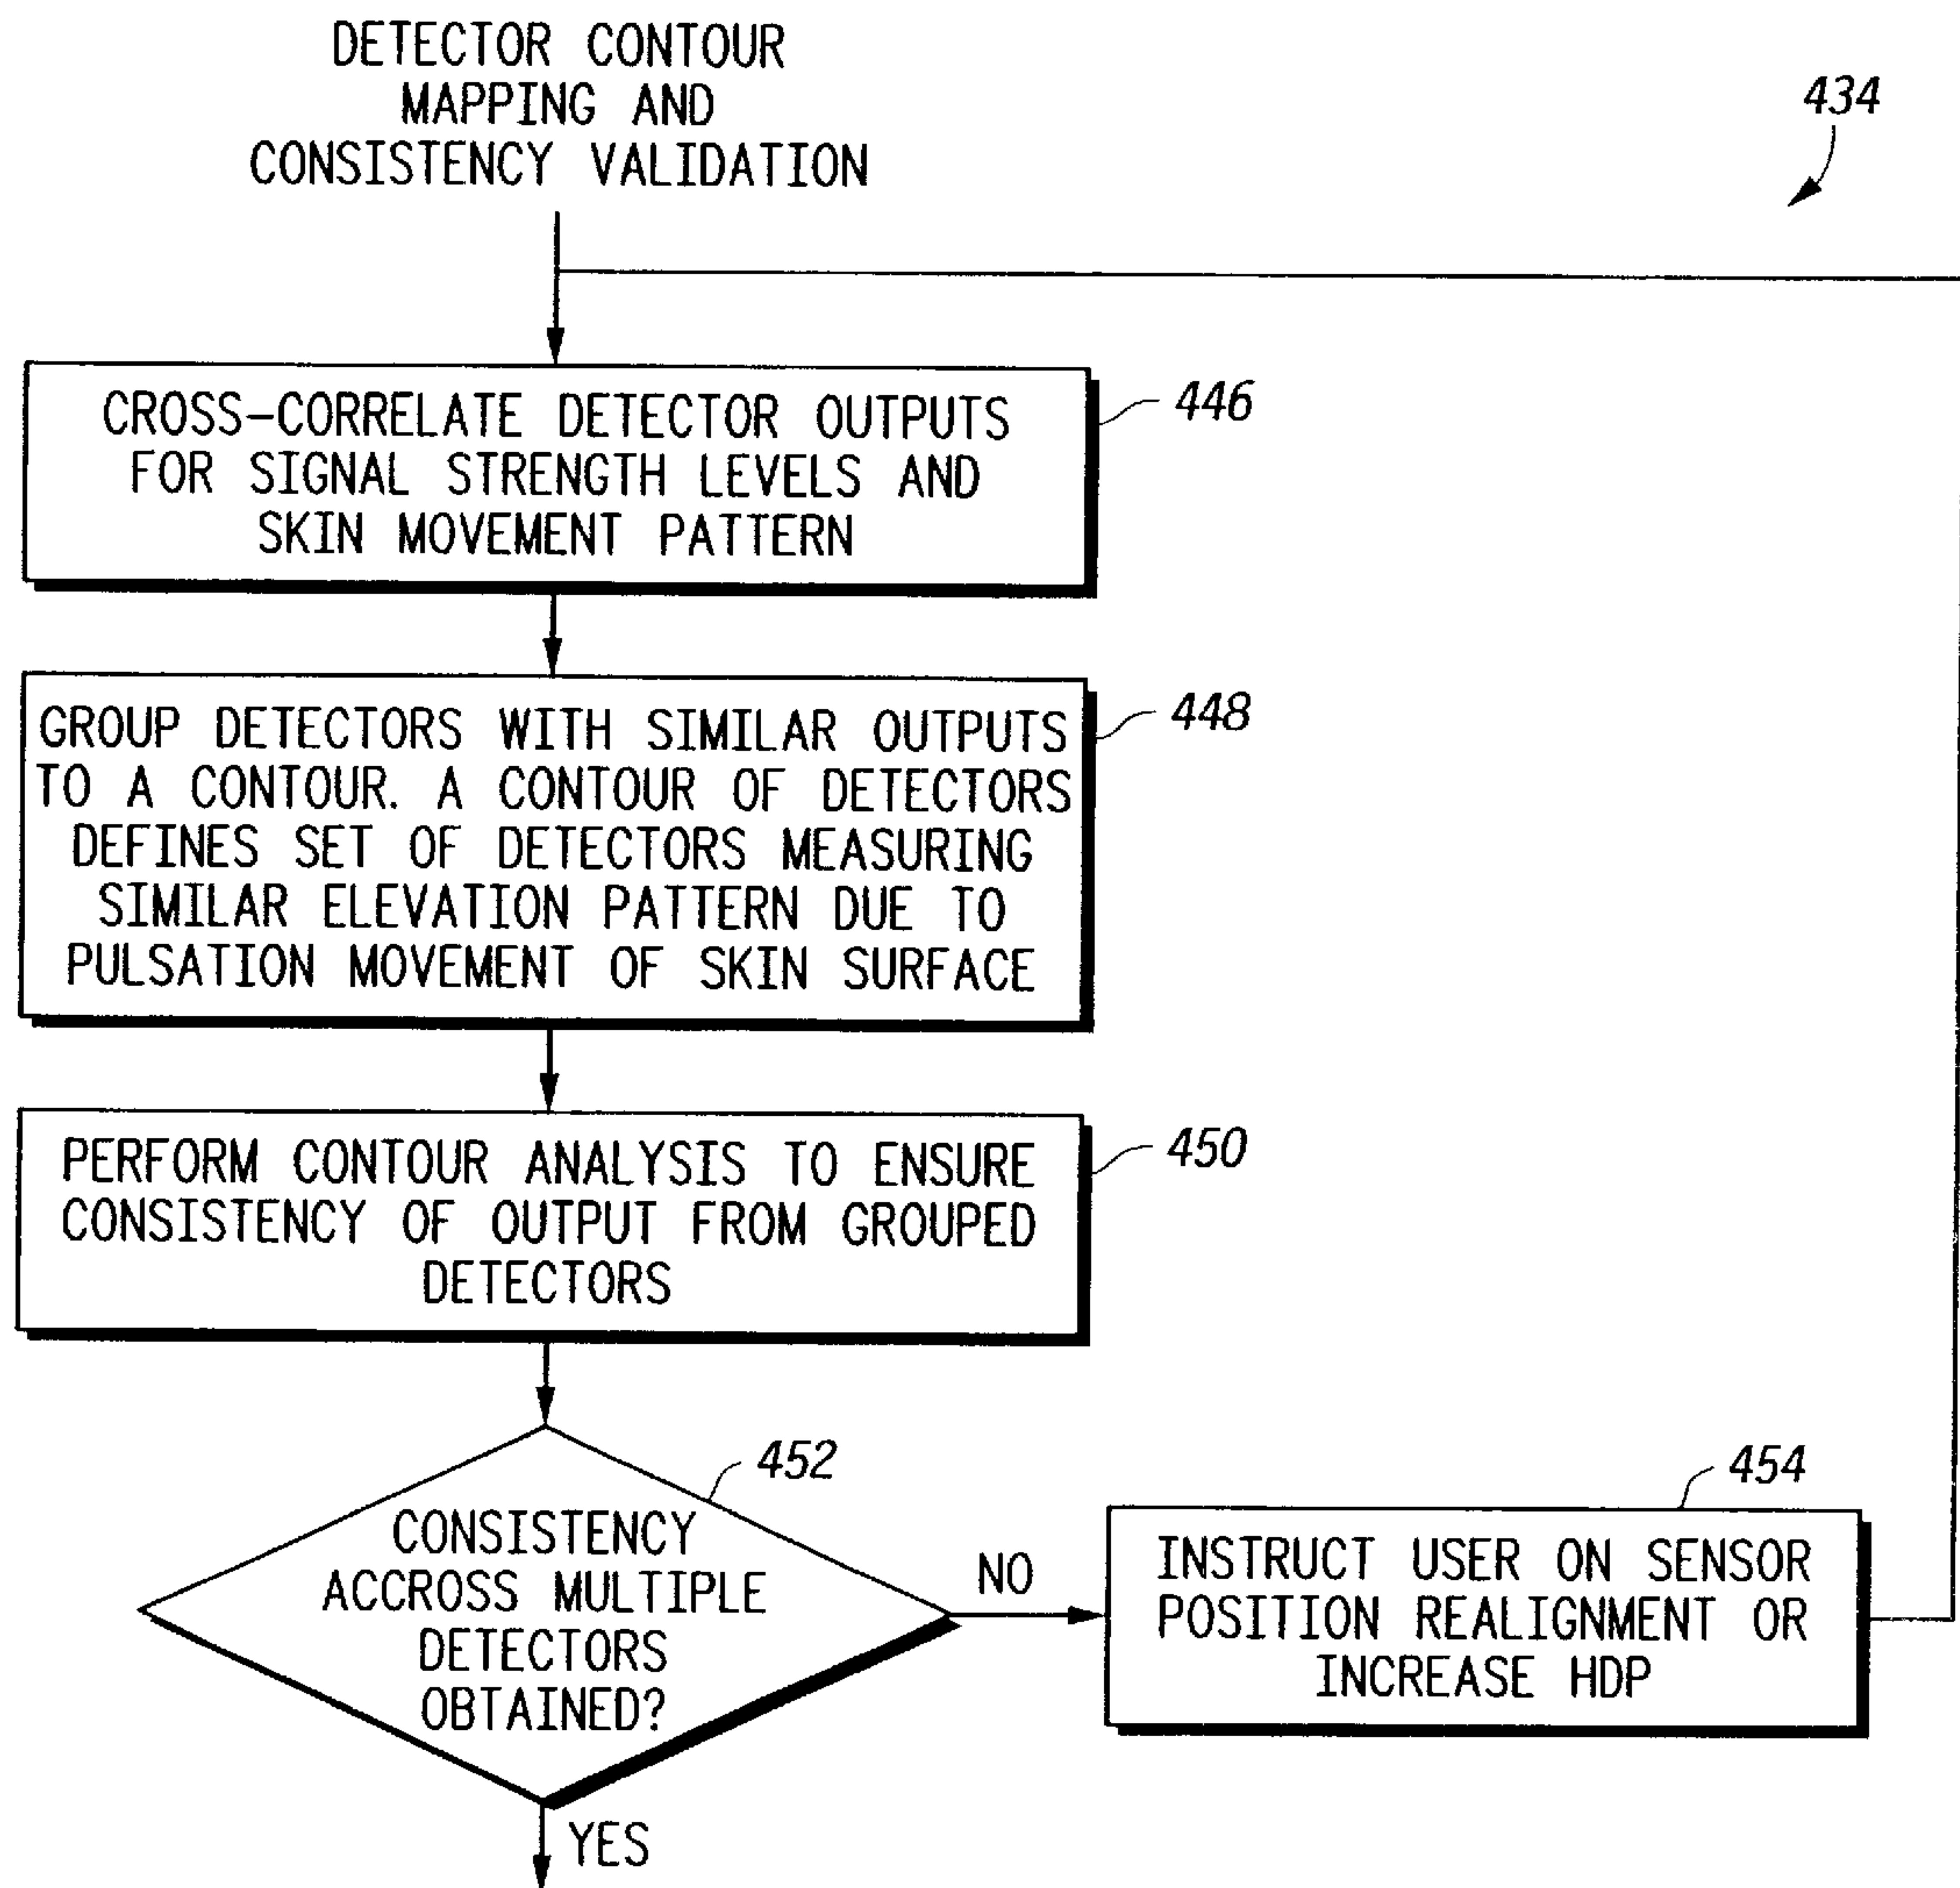 DETECTOR CONTOUR
MAPPING AND
CONSISTENCY VALIDATION
434
CROSS-CORRELATE DETECTOR OUTPUTS
FOR SIGNAL STRENGTH LEVELS AND
SKIN MOVEMENT PATTERN
446
GROUP DETECTORS WITH SIMILAR OUTPUTS
TO A CONTOUR. A CONTOUR OF DETECTORS
DEFINES SET OF DETECTORS MEASURING
SIMILAR ELEVATION PATTERN DUE TO
PULSATION MOVEMENT OF SKIN SURFACE
448
PERFORM CONTOUR ANALYSIS TO ENSURE
CONSISTENCY OF OUTPUT FROM GROUPED
DETECTORS
450
CONSISTENCY
ACCROSS MULTIPLE
DETECTORS
OBTAINED?
452
NO
INSTRUCT USER ON SENSOR
POSITION REALIGNMENT OR
INCREASE HDP
454
YES